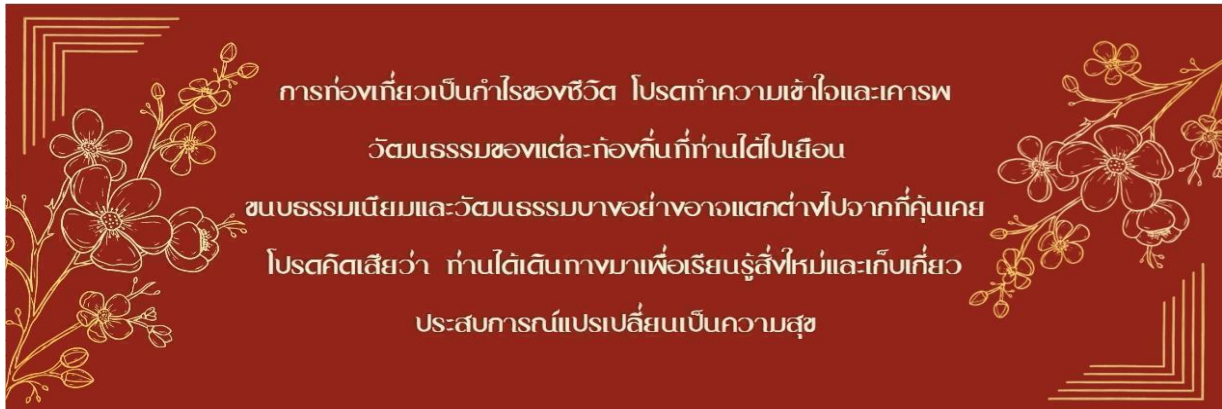 การท่องเที่ยวเป็นกำไรของชีวิต โปรดทำความเข้าใจและเคารพ
วัฒนธรรมของแต่ละท้องถิ่นที่ท่านได้ไปเยือน
ขนบธรรมเนียมและวัฒนธรรมบางอย่างอาจแตกต่างไปจากที่คุ้นเคย
โปรดคิดเสียว่า ท่านได้เดินทางมาเพื่อเรียนรู้สิ่งใหม่และเก็บเกี่ยว
ประสบการณ์แปรเปลี่ยนเป็นความสุข